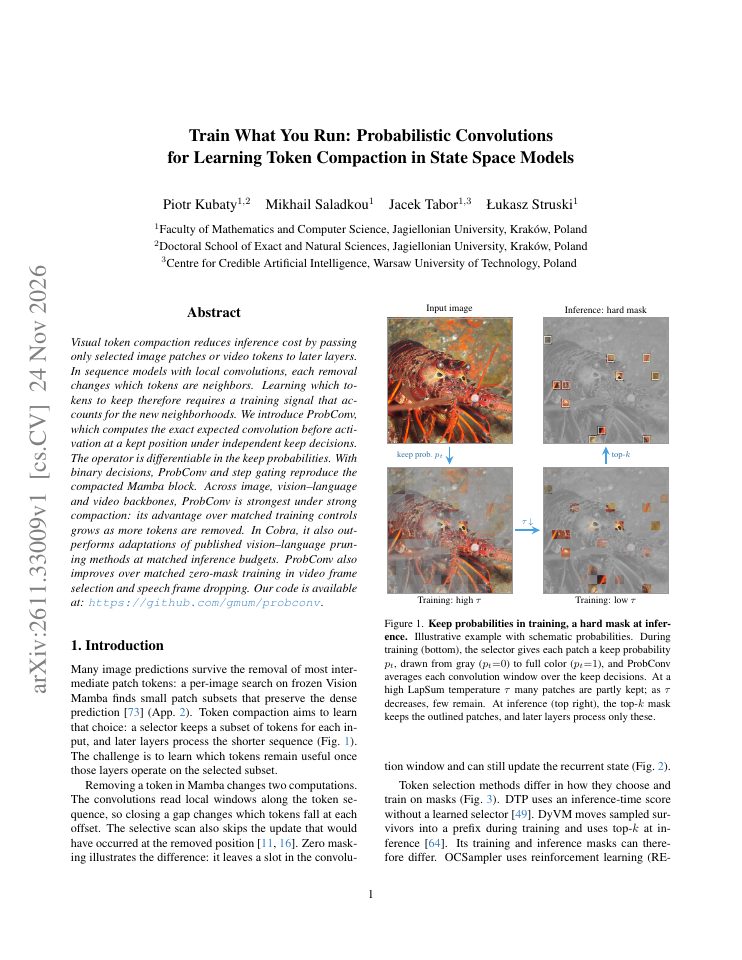 arXiv:2611.33009v1 [cs.CV] 24 Nov 2026
Train What You Run: Probabilistic Convolutions
for Learning Token Compaction in State Space Models
Piotr Kubaty1,2 Mikhail Saladkou1 Jacek Tabor1,3 Łukasz Struski1
1Faculty of Mathematics and Computer Science, Jagiellonian University, Kraków, Poland
2Doctoral School of Exact and Natural Sciences, Jagiellonian University, Kraków, Poland
3Centre for Credible Artificial Intelligence, Warsaw University of Technology, Poland
Abstract
Visual token compaction reduces inference cost by passing
only selected image patches or video tokens to later layers.
In sequence models with local convolutions, each removal
changes which tokens are neighbors. Learning which to-
kens to keep therefore requires a training signal that ac-
counts for the new neighborhoods. We introduce ProbConv,
which computes the exact expected convolution before acti-
vation at a kept position under independent keep decisions.
The operator is differentiable in the keep probabilities. With
binary decisions, ProbConv and step gating reproduce the
compacted Mamba block. Across image, vision–language
and video backbones, ProbConv is strongest under strong
compaction: its advantage over matched training controls
grows as more tokens are removed. In Cobra, it also out-
performs adaptations of published vision–language prun-
ing methods at matched inference budgets. ProbConv also
improves over matched zero-mask training in video frame
selection and speech frame dropping. Our code is available
at: https://github.com/gmum/probconv.
1. Introduction
Many image predictions survive the removal of most inter-
mediate patch tokens: a per-image search on frozen Vision
Mamba finds small patch subsets that preserve the dense
prediction [73] (App. 2). Token compaction aims to learn
that choice: a selector keeps a subset of tokens for each in-
put, and later layers process the shorter sequence (Fig. 1).
The challenge is to learn which tokens remain useful once
those layers operate on the selected subset.
Removing a token in Mamba changes two computations.
The convolutions read local windows along the token se-
quence, so closing a gap changes which tokens fall at each
offset. The selective scan also skips the update that would
have occurred at the removed position [11, 16]. Zero mask-
ing illustrates the difference: it leaves a slot in the convolu-
Input image
Inference: hard mask
keep prob. pt
top-k
τ↓
Training: high τ
Training: low τ
Figure 1. Keep probabilities in training, a hard mask at infer-
ence. Illustrative example with schematic probabilities. During
training (bottom), the selector gives each patch a keep probability
pt, drawn from gray (pt=0) to full color (pt=1), and ProbConv
averages each convolution window over the keep decisions. At a
high LapSum temperature τ many patches are partly kept; as τ
decreases, few remain. At inference (top right), the top-k mask
keeps the outlined patches, and later layers process only these.
tion window and can still update the recurrent state (Fig. 2).
Token selection methods differ in how they choose and
train on masks (Fig. 3). DTP uses an inference-time score
without a learned selector [49]. DyVM moves sampled sur-
vivors into a prefix during training and uses top-k at in-
ference [64]. Its training and inference masks can there-
fore differ. OCSampler uses reinforcement learning (RE-
1